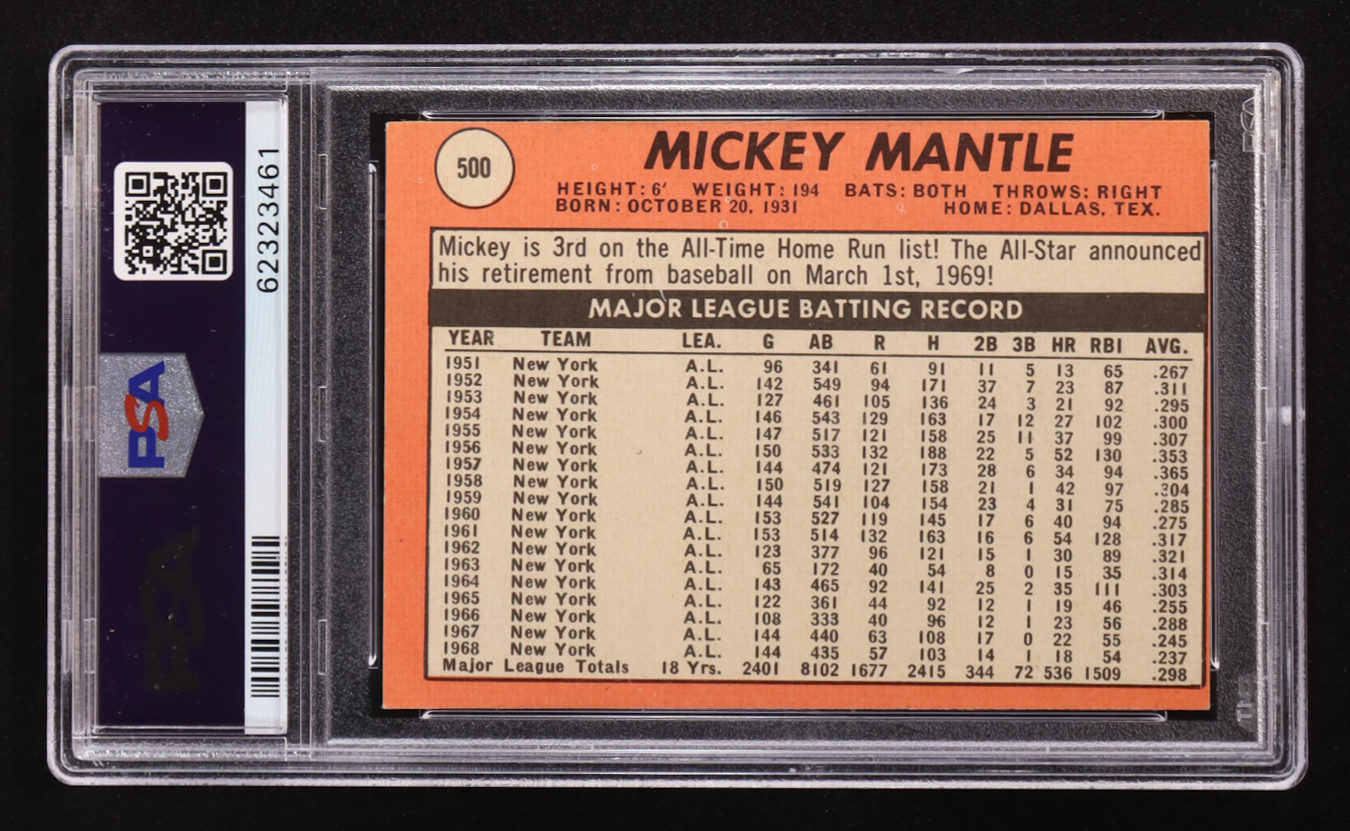 62323461
PSA
PSA
500
MICKEY MANTLE
HEIGHT: 6' WEIGHT: 194 BATS: BOTH THROWS: RIGHT
BORN: OCTOBER 20, 1931 HOME: DALLAS, TEX.
Mickey is 3rd on the All-Time Home Run list! The All-Star announced
his retirement from baseball on March 1st, 1969!
MAJOR LEAGUE BATTING RECORD
YEAR TEAM LEA. G AB R H 2B 3B HR RBI AVG.
1951 New York A.L. 96 341 61 91 11 5 13 65 .267
1952 New York A.L. 142 549 94 171 37 7 23 87 .311
1953 New York A.L. 127 461 105 136 24 3 21 92 .295
1954 New York A.L. 146 543 129 163 17 12 27 102 .300
1955 New York A.L. 147 517 121 158 25 11 37 99 .307
1956 New York A.L. 150 533 132 188 22 5 52 130 .353
1957 New York A.L. 144 474 121 173 28 6 34 94 .365
1958 New York A.L. 150 519 127 158 21 1 42 97 .304
1959 New York A.L. 144 541 104 154 23 4 31 75 .285
1960 New York A.L. 153 527 119 145 17 6 40 94 .275
1961 New York A.L. 153 514 132 163 16 6 54 128 .317
1962 New York A.L. 123 377 96 121 15 1 30 89 .321
1963 New York A.L. 65 172 40 54 8 0 15 35 .314
1964 New York A.L. 143 465 92 141 25 2 35 111 .303
1965 New York A.L. 122 361 44 92 12 1 19 46 .255
1966 New York A.L. 108 333 40 96 12 1 23 56 .288
1967 New York A.L. 144 440 63 108 17 0 22 55 .245
1968 New York A.L. 144 435 57 103 14 1 18 54 .237
Major League Totals 18 Yrs. 2401 8102 1677 2415 344 72 536 1509 .298
PSA